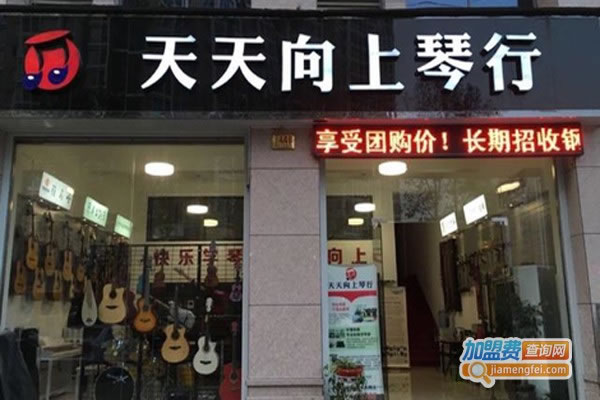 天天向上琴行
享受团购价！长期招收钢
快乐学琴 向上
天天向上琴行
加盟费查询网
jiamengfei.com